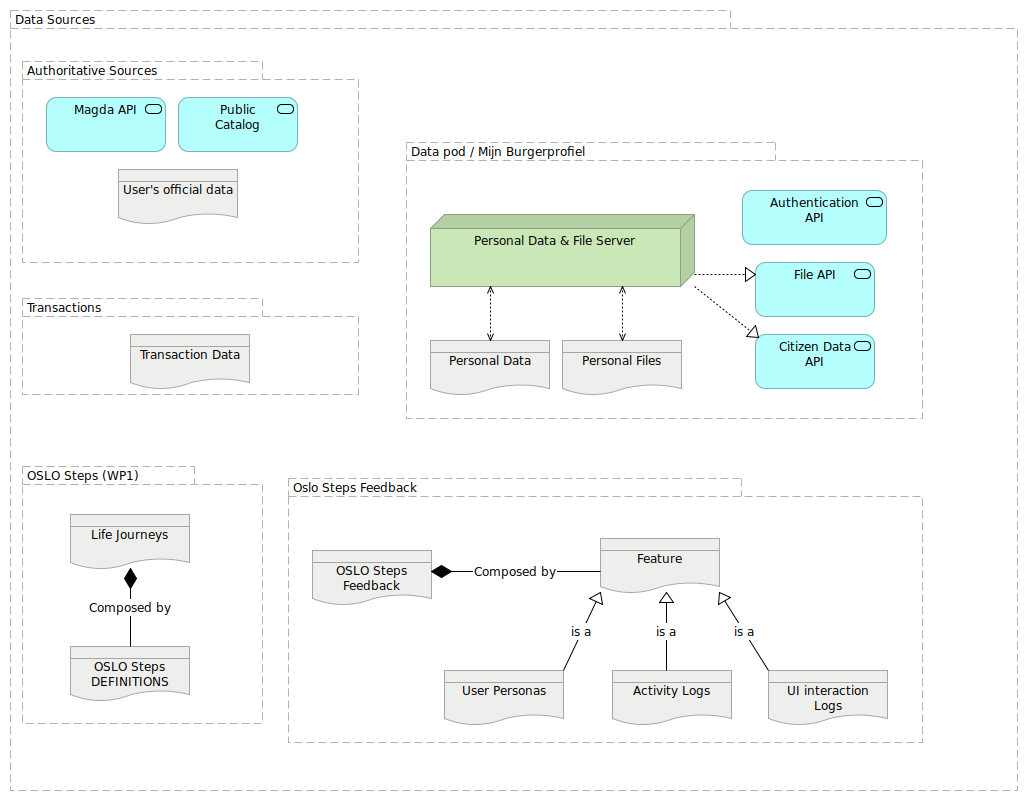 Data Sources
Authoritative Sources
Magda API
Public
Catalog
User's official data
Data pod / Mijn Burgerprofiel
Authentication
API
Personal Data & File Server
File API
Citizen Data
API
Personal Data
Personal Files
Transactions
Transaction Data
OSLO Steps (WP1)
Life Journeys
Composed by
OSLO Steps
DEFINITIONS
Oslo Steps Feedback
OSLO Steps
Feedback
Composed by
Feature
is a
is a
is a
User Personas
Activity Logs
UI interaction
Logs